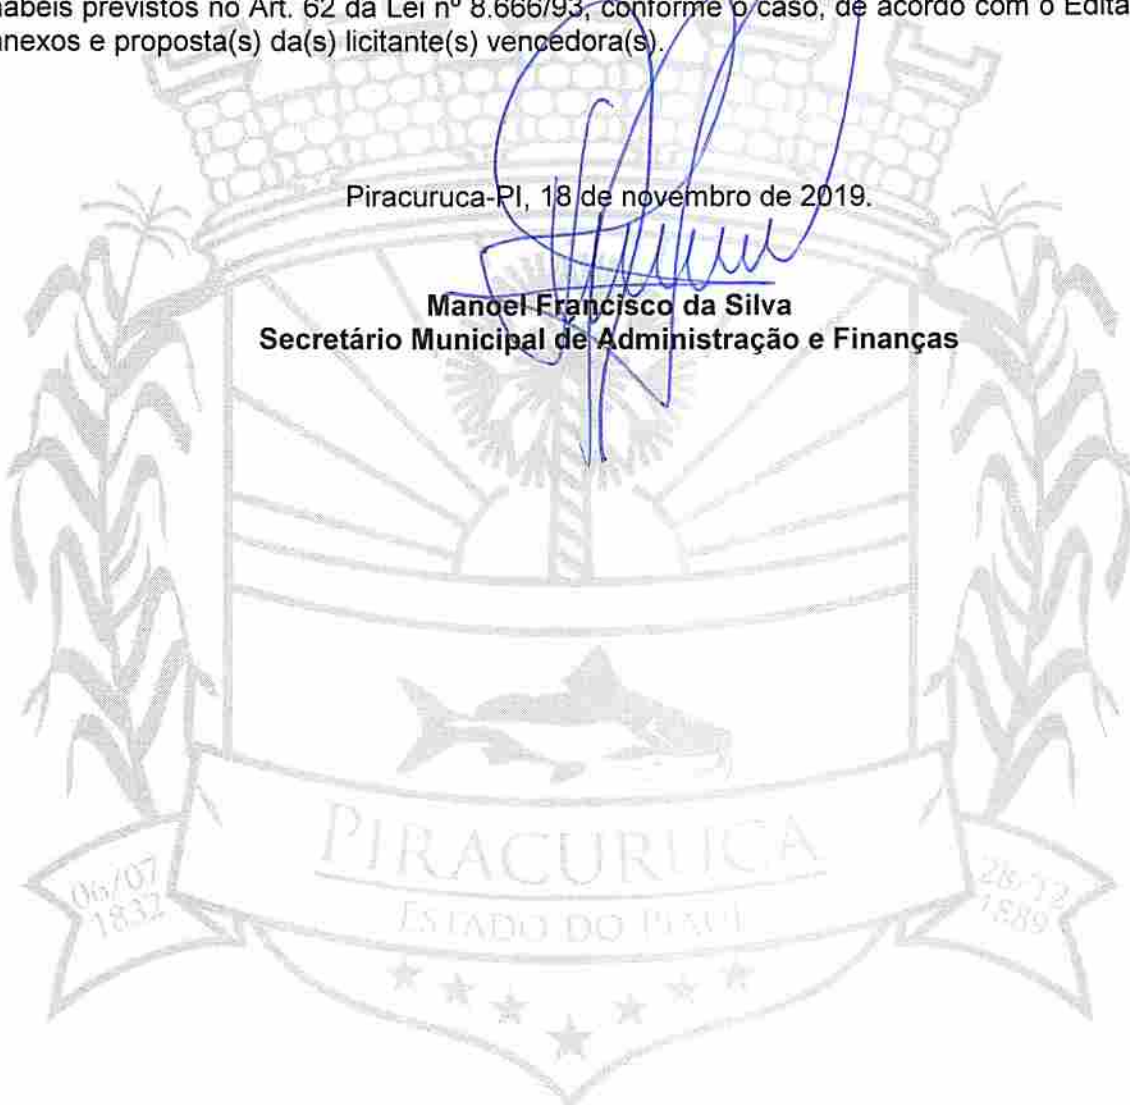 hábeis previstos no Art. 62 da Lei nº 8.666/93, conforme o caso, de acordo com o Edita
nexos e proposta(s) da(s) licitante(s) vencedora(s).
Piracuruca-PI, 18 de novembro de 2019.
Manoel Francisco da Silva
Secretário Municipal de Administração e Finanças
PIRACURUCA
ESTADO DO PIAUÍ
06/07
1832
28/12
1889